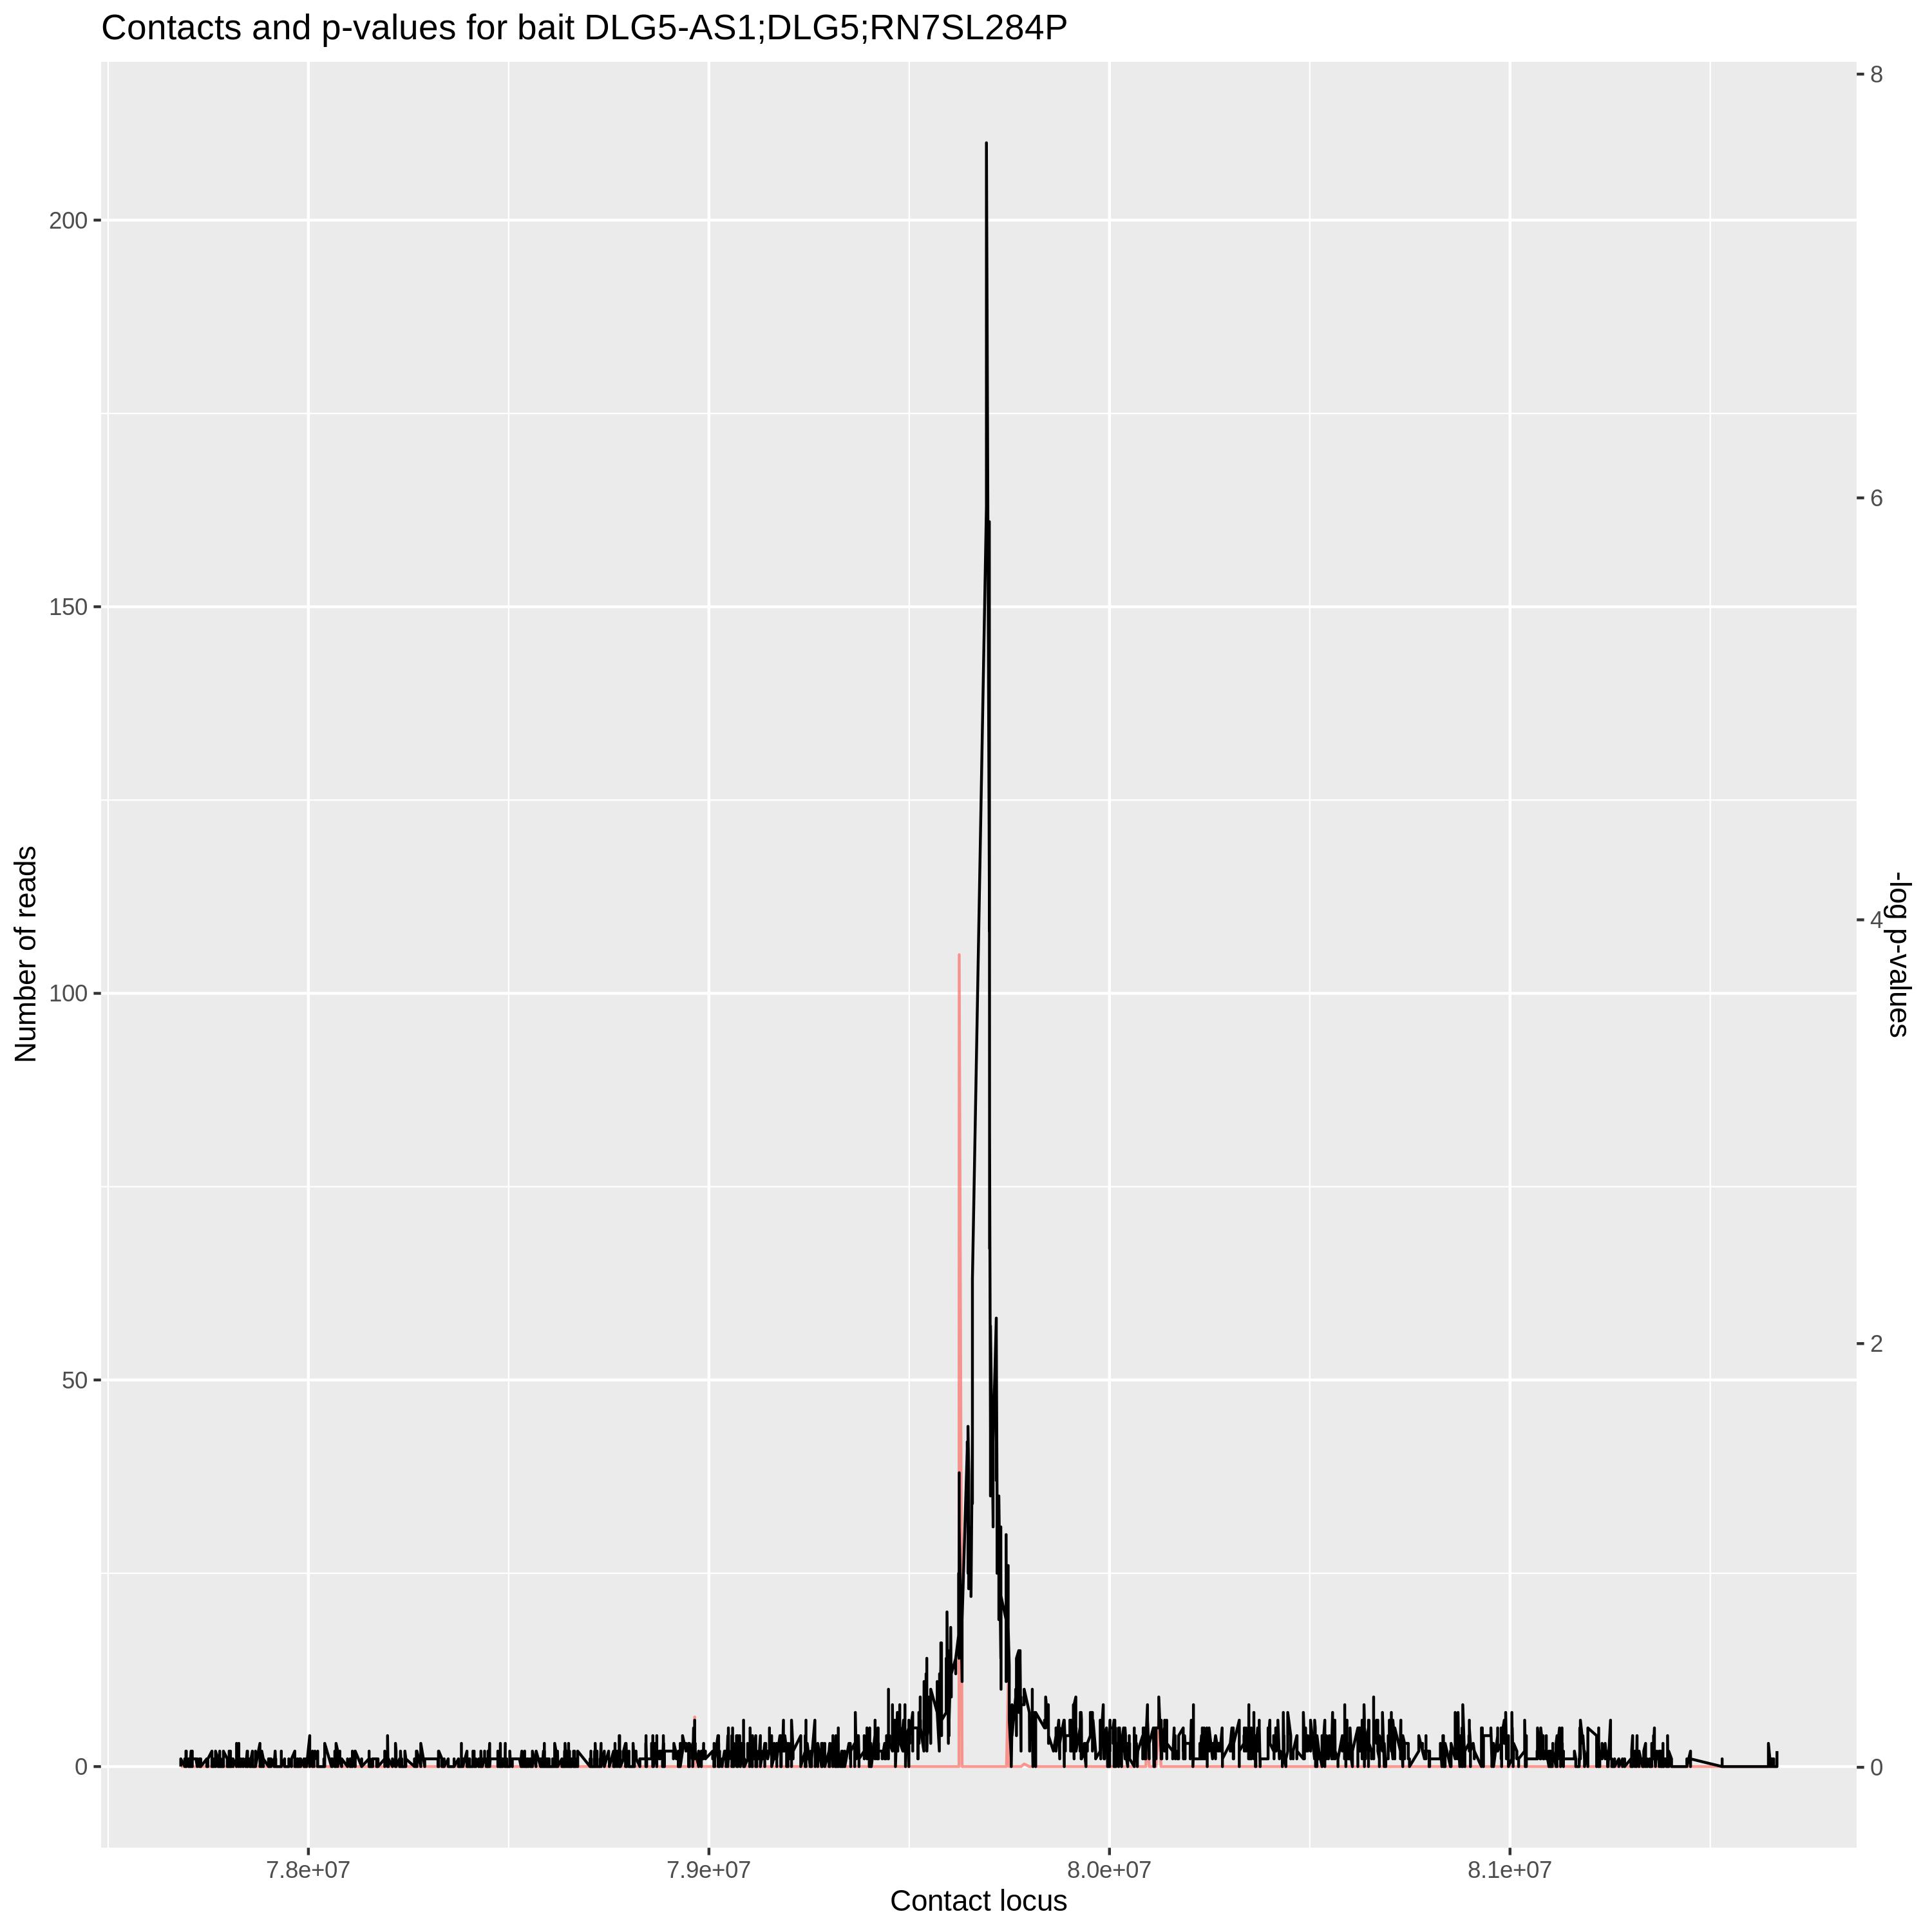 Contacts and p-values for bait DLG5-AS1;DLG5;RN7SL284P
8
200
6
150
4
Number of reads
-log p-values
100
2
50
0
0
7.8e+07
7.9e+07
8.0e+07
8.1e+07
Contact locus